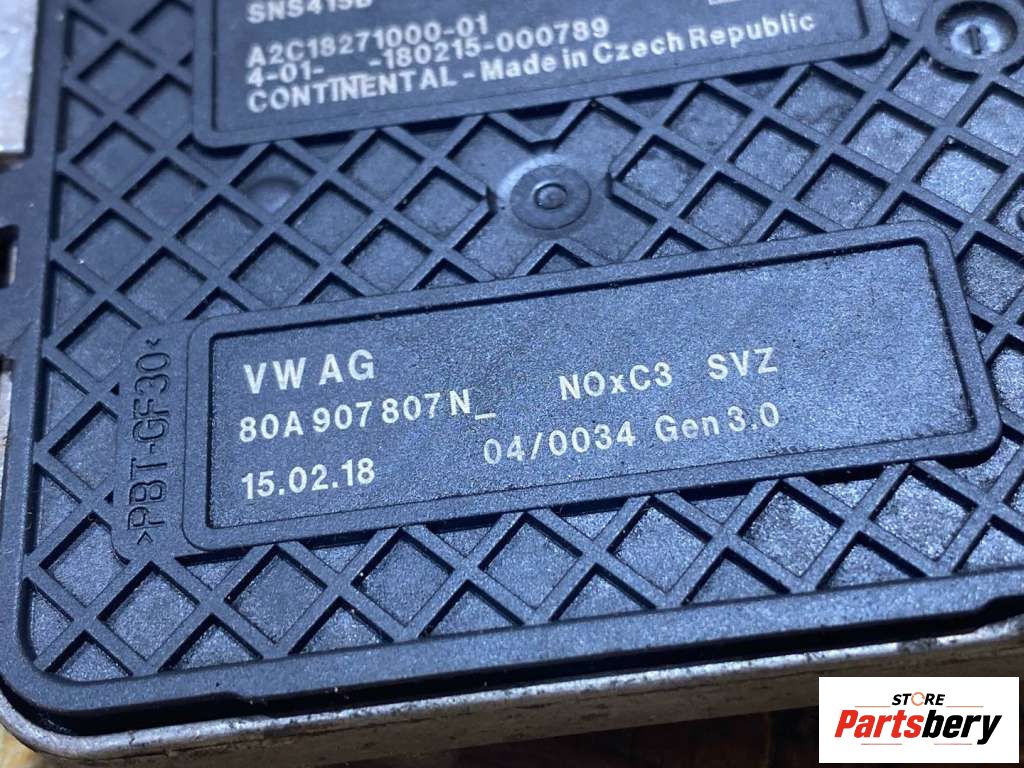 SNS415B
A2C18271000-01
4-01- -180215-000789
CONTINENTAL - Made in Czech Republic
>PBT-GF30<
VW AG
80A 907 807 N_ NOxC3 SVZ
15.02.18 04/0034 Gen 3.0
STORE
Partsbery